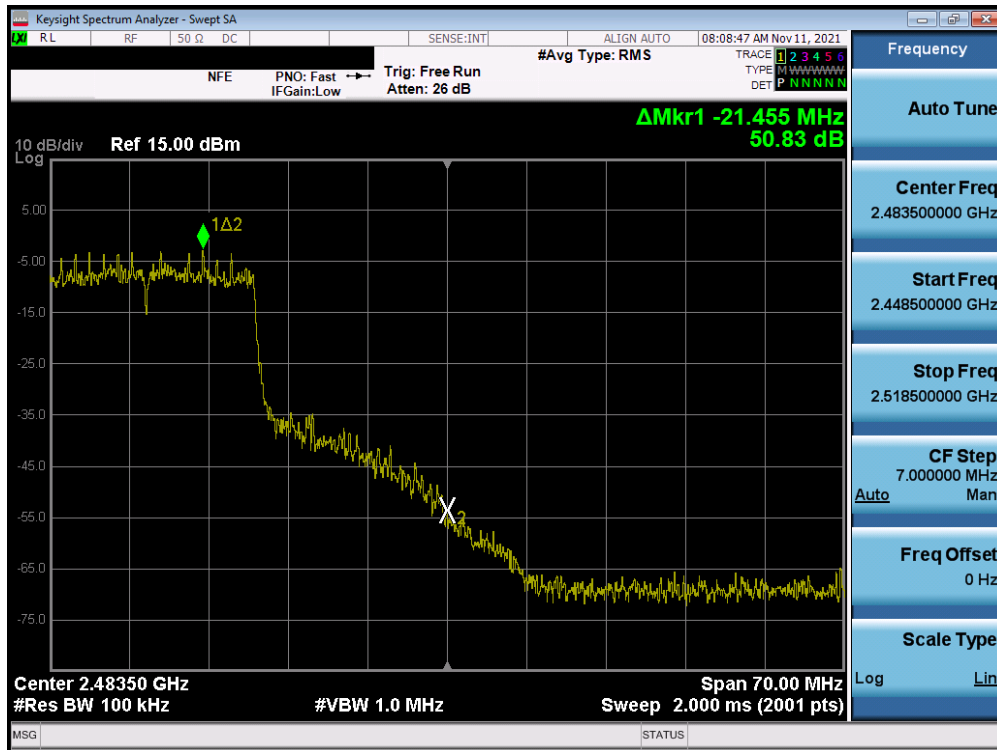 Keysight Spectrum Analyzer - Swept SA
LXI RL RF 50 Ω DC SENSE:INT ALIGN AUTO 08:08:47 AM Nov 11, 2021
#Avg Type: RMS TRACE 1 2 3 4 5 6
NFE PNO: Fast Trig: Free Run TYPE M WWWWW
IFGain:Low Atten: 26 dB DET P N N N N N
ΔMkr1 -21.455 MHz
50.83 dB
10 dB/div Ref 15.00 dBm
Log
5.00
1Δ2
-5.00
-15.0
-25.0
-35.0
-45.0
-55.0
2
-65.0
-75.0
Center 2.48350 GHz Span 70.00 MHz
#Res BW 100 kHz #VBW 1.0 MHz Sweep 2.000 ms (2001 pts)
MSG STATUS
Frequency
Auto Tune
Center Freq
2.483500000 GHz
Start Freq
2.448500000 GHz
Stop Freq
2.518500000 GHz
CF Step
7.000000 MHz
Auto Man
Freq Offset
0 Hz
Scale Type
Log Lin